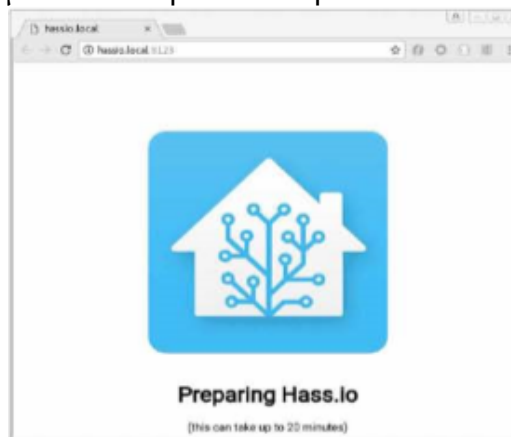 hassio.local
hassio.local:8123
Preparing Hass.io
(this can take up to 20 minutes)